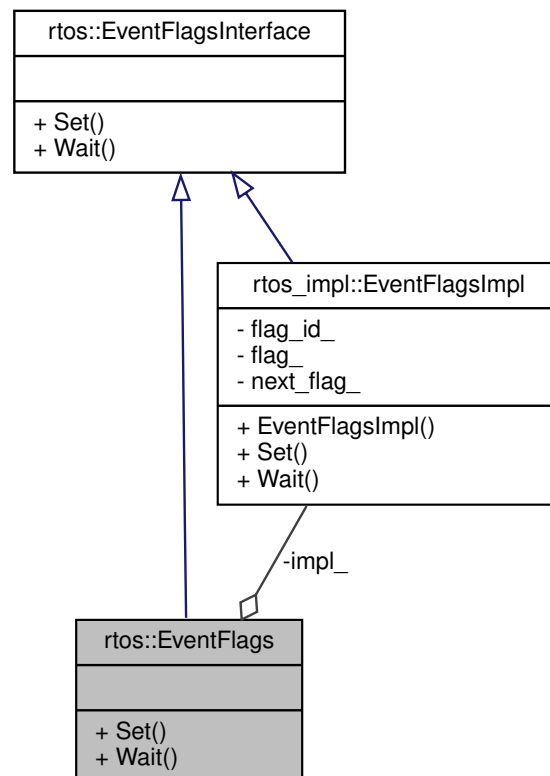 rtos::EventFlagsInterface
+ Set()
+ Wait()
rtos_impl::EventFlagsImpl
- flag_id_
- flag_
- next_flag_
+ EventFlagsImpl()
+ Set()
+ Wait()
-impl_
rtos::EventFlags
+ Set()
+ Wait()